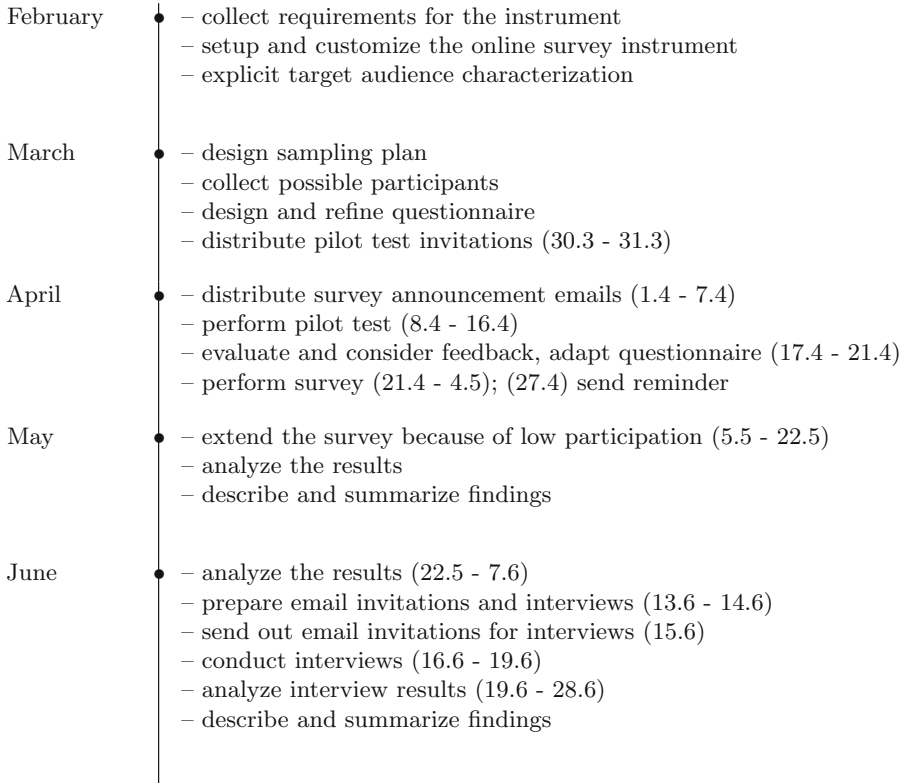 February – collect requirements for the instrument
– setup and customize the online survey instrument
– explicit target audience characterization
March – design sampling plan
– collect possible participants
– design and refine questionnaire
– distribute pilot test invitations (30.3 - 31.3)
April – distribute survey announcement emails (1.4 - 7.4)
– perform pilot test (8.4 - 16.4)
– evaluate and consider feedback, adapt questionnaire (17.4 - 21.4)
– perform survey (21.4 - 4.5); (27.4) send reminder
May – extend the survey because of low participation (5.5 - 22.5)
– analyze the results
– describe and summarize findings
June – analyze the results (22.5 - 7.6)
– prepare email invitations and interviews (13.6 - 14.6)
– send out email invitations for interviews (15.6)
– conduct interviews (16.6 - 19.6)
– analyze interview results (19.6 - 28.6)
– describe and summarize findings